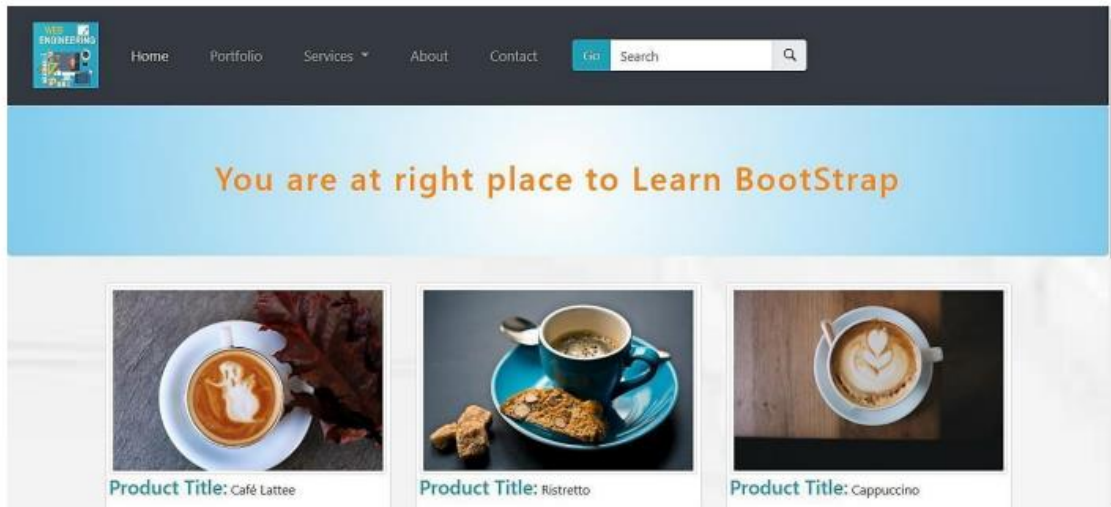 WEB
ENGINEERING
Home Portfolio Services About Contact Go Search
You are at right place to Learn BootStrap
Product Title: Café Lattee
Product Title: Ristretto
Product Title: Cappuccino